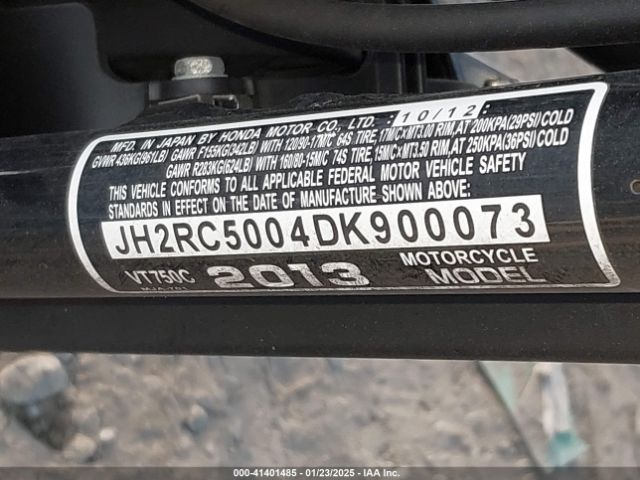 MFD. IN JAPAN BY HONDA MOTOR CO., LTD. :10/12:
GVWR 436KG(961LB) GAWR F155KG(342LB) WITH 120/90-17M/C 64S TIRE, 17M/C×MT3.00 RIM, AT 200KPA(29PSI) COLD
GAWR R283KG(624LB) WITH 160/80-15M/C 74S TIRE, 15M/C×MT3.50 RIM, AT 250KPA(36PSI) COLD
THIS VEHICLE CONFORMS TO ALL APPLICABLE FEDERAL MOTOR VEHICLE SAFETY
STANDARDS IN EFFECT ON THE DATE OF MANUFACTURE SHOWN ABOVE:
JH2RC5004DK900073
VT750C 2013 MOTORCYCLE MODEL
MJA-T01
© 41401485 - 01/23/2025 - IAA Inc.